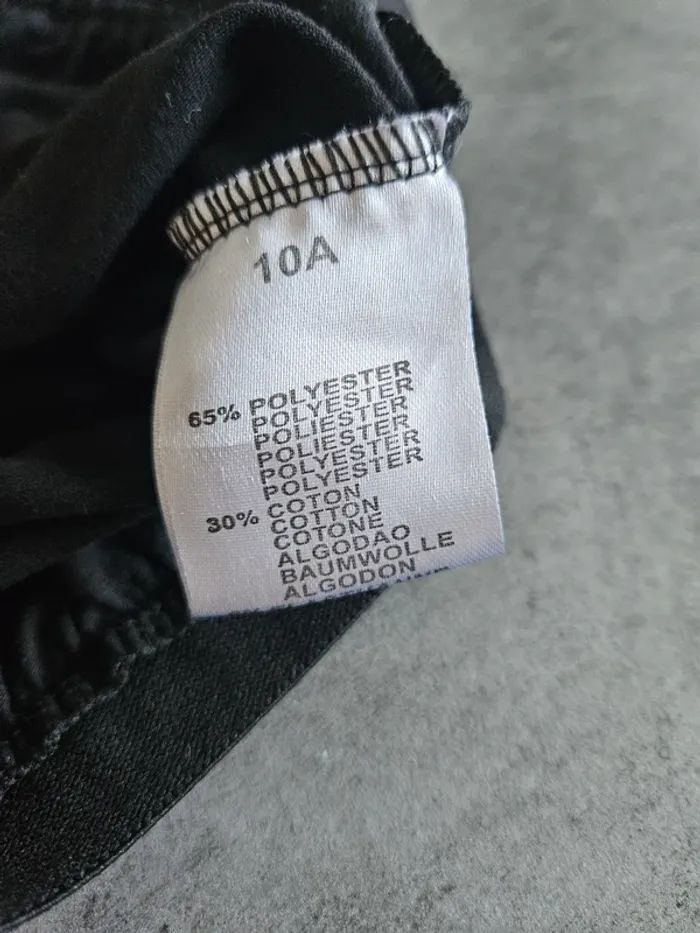 10A
65% POLYESTER
POLYESTER
POLIESTER
POLIESTER
POLYESTER
POLYESTER
30% COTON
COTTON
COTONE
ALGODAO
BAUMWOLLE
ALGODON